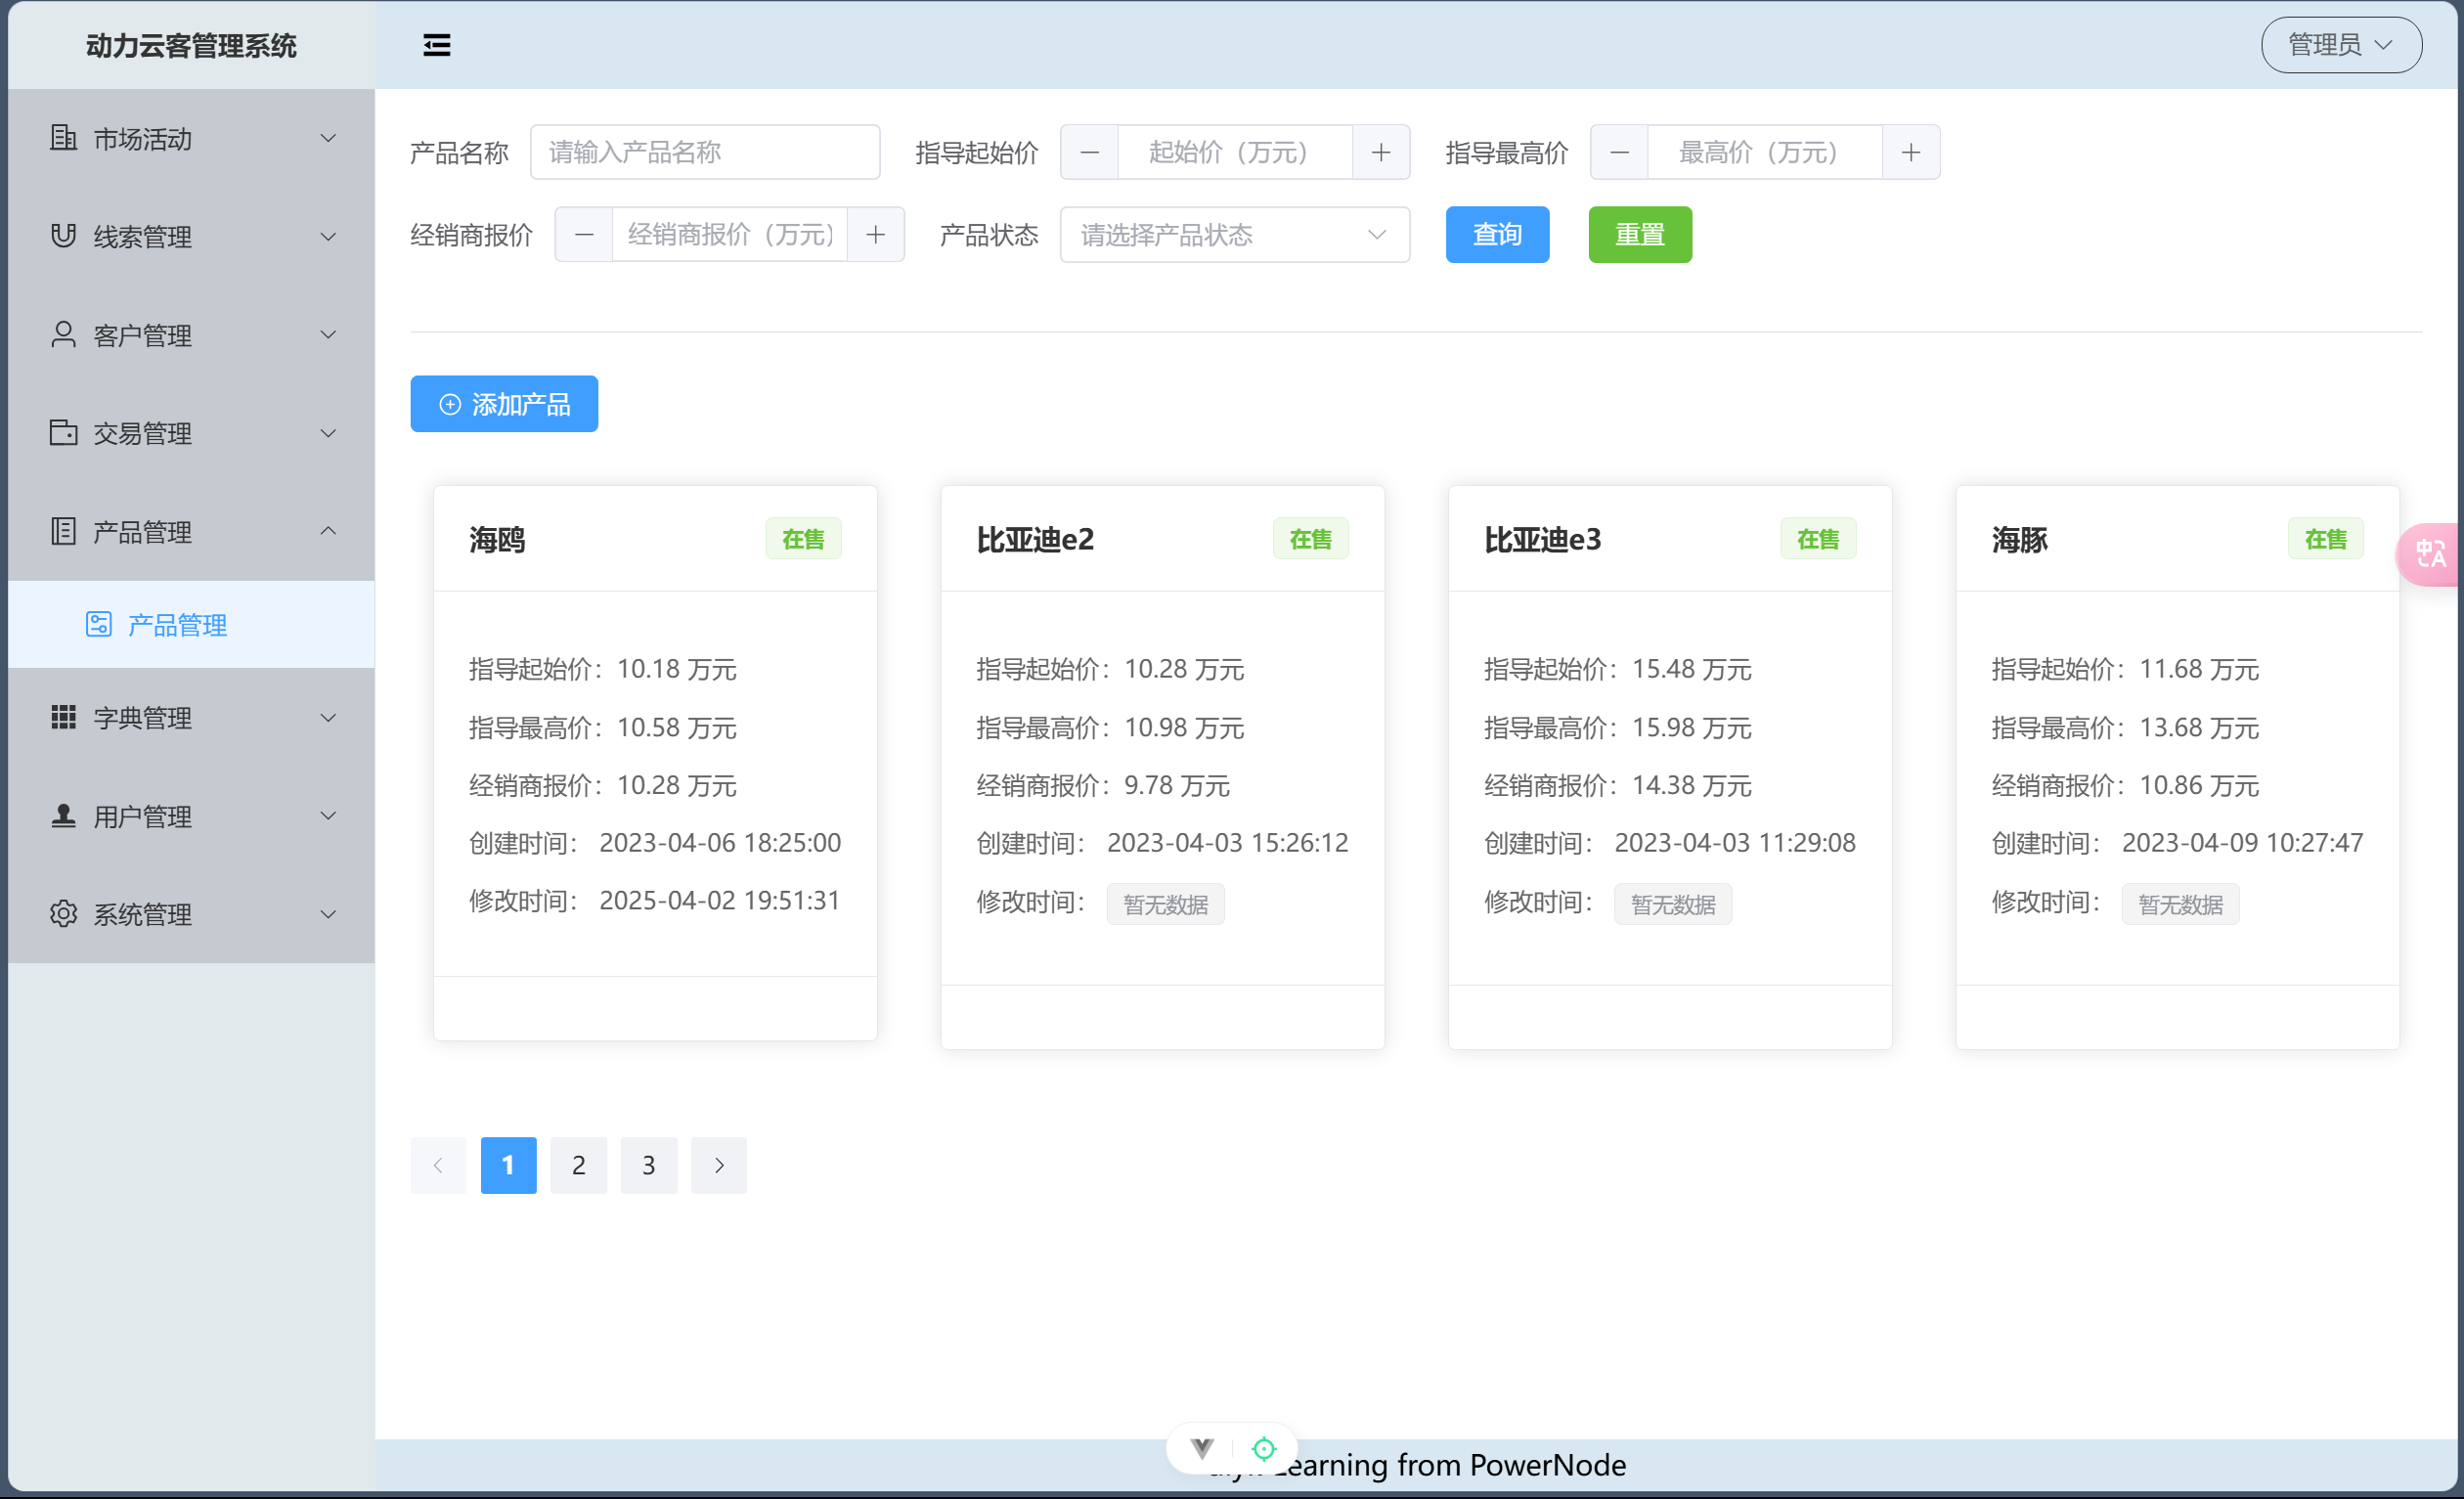 动力云客管理系统
管理员
市场活动
线索管理
客户管理
交易管理
产品管理
产品管理
字典管理
用户管理
系统管理
产品名称 请输入产品名称 指导起始价 起始价（万元） 指导最高价 最高价（万元）
经销商报价 经销商报价（万元） 产品状态 请选择产品状态 查询 重置
添加产品
海鸥 在售
指导起始价：10.18 万元
指导最高价：10.58 万元
经销商报价：10.28 万元
创建时间： 2023-04-06 18:25:00
修改时间： 2025-04-02 19:51:31
比亚迪e2 在售
指导起始价：10.28 万元
指导最高价：10.98 万元
经销商报价：9.78 万元
创建时间： 2023-04-03 15:26:12
修改时间： 暂无数据
比亚迪e3 在售
指导起始价：15.48 万元
指导最高价：15.98 万元
经销商报价：14.38 万元
创建时间： 2023-04-03 11:29:08
修改时间： 暂无数据
海豚 在售
指导起始价：11.68 万元
指导最高价：13.68 万元
经销商报价：10.86 万元
创建时间： 2023-04-09 10:27:47
修改时间： 暂无数据
中A
1 2 3
earning from PowerNode